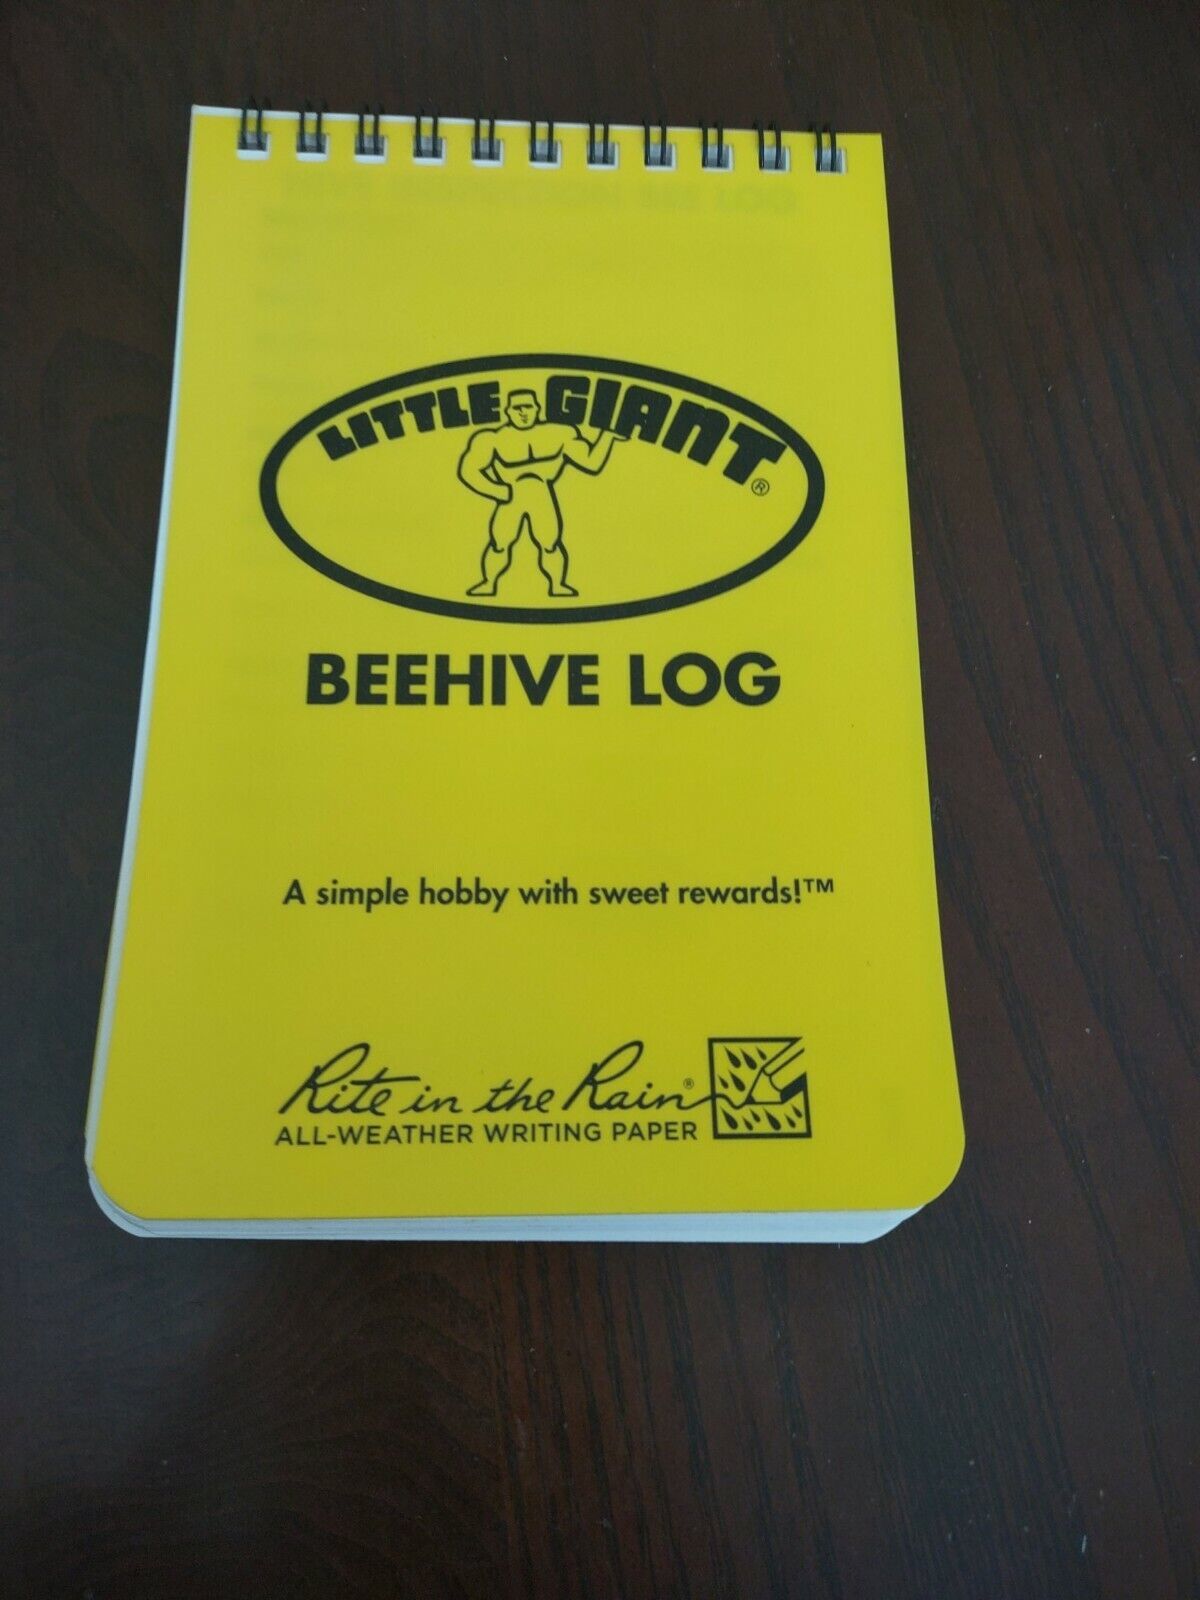 LITTLE GIANT®
BEEHIVE LOG
A simple hobby with sweet rewards!™
Rite in the Rain®
ALL-WEATHER WRITING PAPER